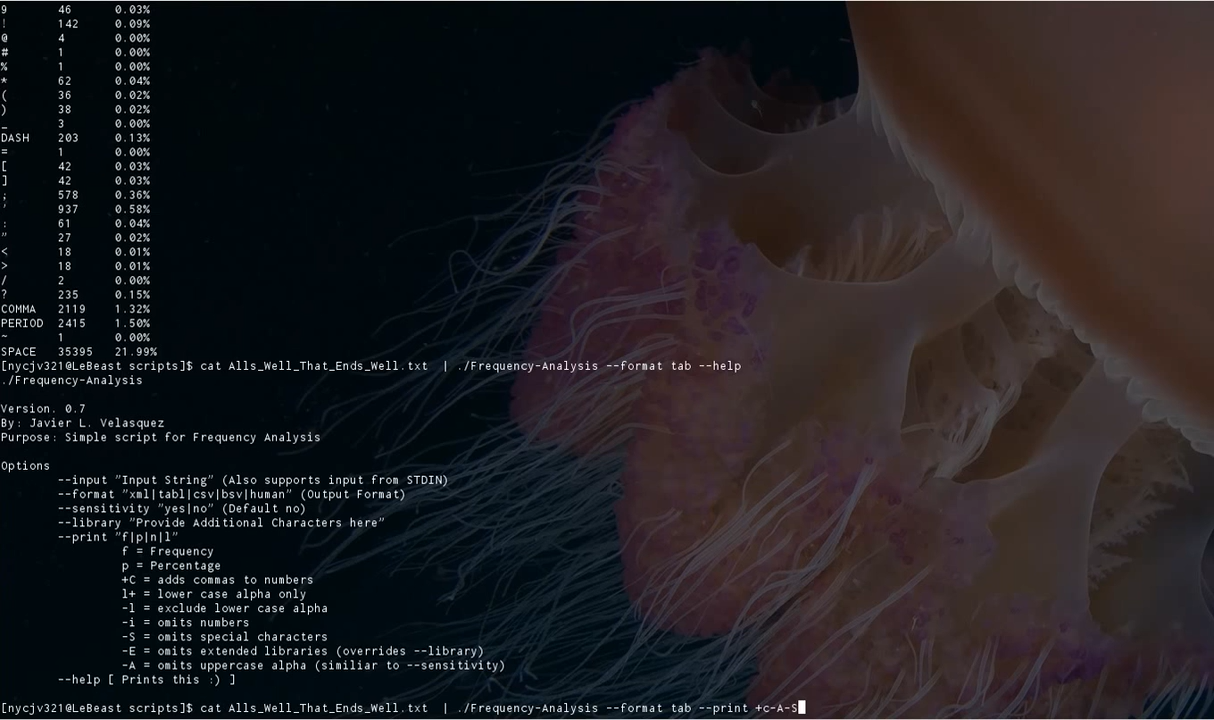 9 46 0.03%
! 142 0.09%
@ 4 0.00%
# 1 0.00%
% 1 0.00%
* 62 0.04%
( 36 0.02%
) 38 0.02%
_ 3 0.00%
DASH 203 0.13%
= 1 0.00%
[ 42 0.03%
] 42 0.03%
; 578 0.36%
' 937 0.58%
: 61 0.04%
" 27 0.02%
< 18 0.01%
> 18 0.01%
/ 2 0.00%
? 235 0.15%
COMMA 2119 1.32%
PERIOD 2415 1.50%
~ 1 0.00%
SPACE 35395 21.99%
[nycjv321@LeBeast scripts]$ cat Alls_Well_That_Ends_Well.txt | ./Frequency-Analysis --format tab --help
./Frequency-Analysis
Version. 0.7
By: Javier L. Velasquez
Purpose: Simple script for Frequency Analysis
Options
--input "Input String" (Also supports input from STDIN)
--format "xml|tabl|csv|bsv|human" (Output Format)
--sensitivity "yes|no" (Default no)
--library "Provide Additional Characters here"
--print "f|p|n|l"
f = Frequency
p = Percentage
+C = adds commas to numbers
l+ = lower case alpha only
-l = exclude lower case alpha
-i = omits numbers
-S = omits special characters
-E = omits extended libraries (overrides --library)
-A = omits uppercase alpha (similiar to --sensitivity)
--help [ Prints this :) ]
[nycjv321@LeBeast scripts]$ cat Alls_Well_That_Ends_Well.txt | ./Frequency-Analysis --format tab --print +c-A-S